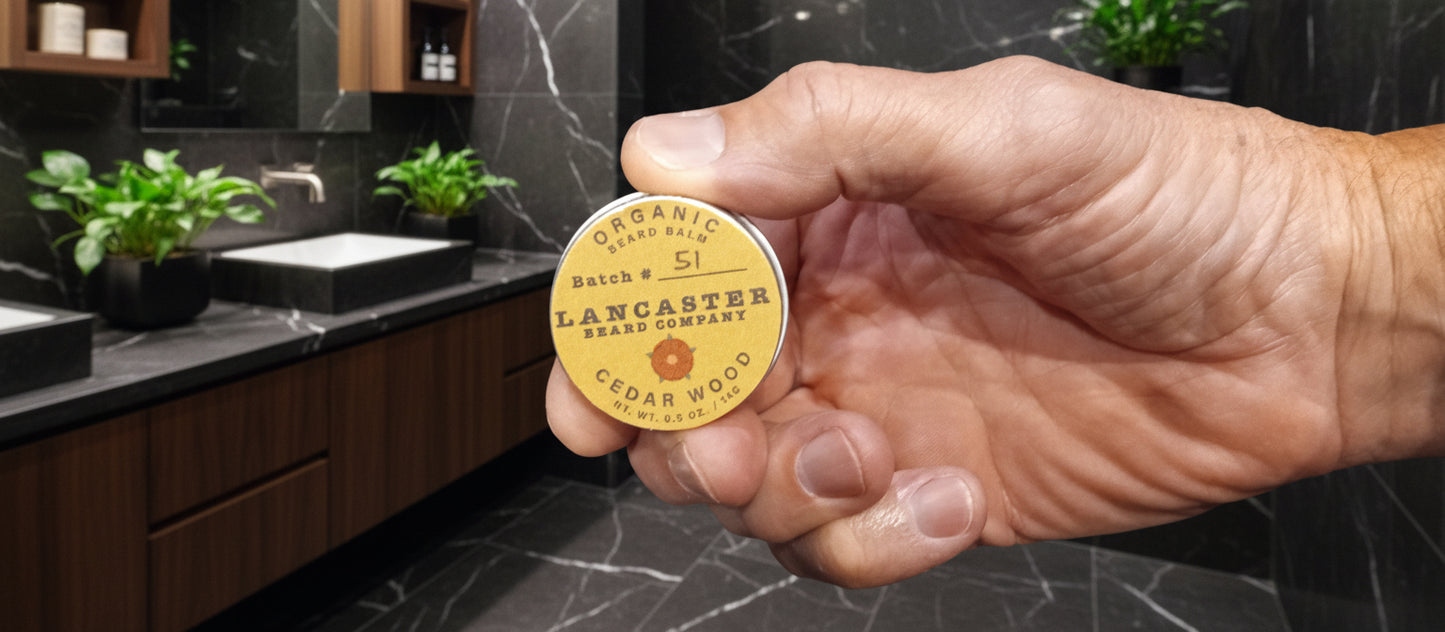 ORGANIC
BEARD BALM
Batch # 51
LANCASTER
BEARD COMPANY
CEDAR WOOD
NT. WT. 0.5 OZ. / 14G